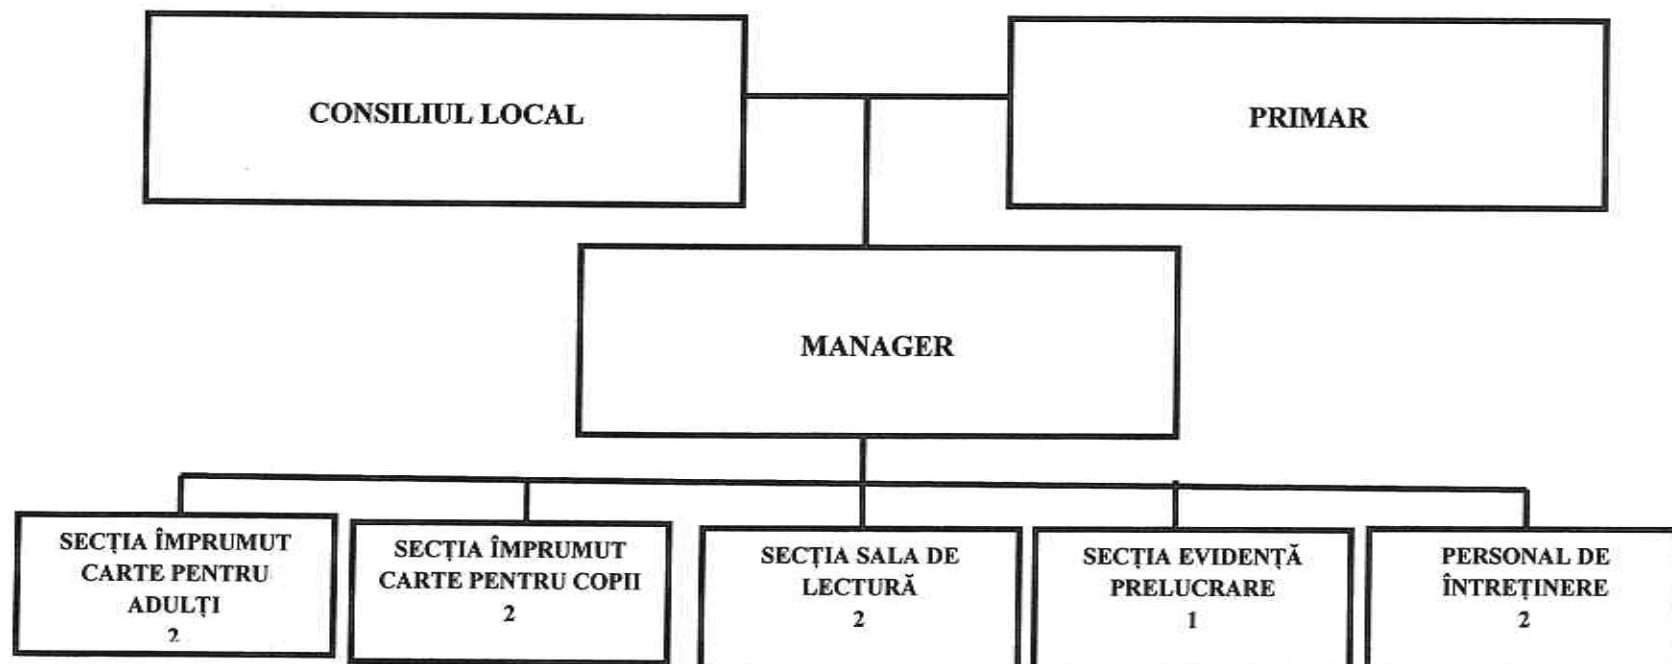 CONSILIUL LOCAL
PRIMAR
MANAGER
SECȚIA ÎMPRUMUT
CARTE PENTRU
ADULȚI
2
SECȚIA ÎMPRUMUT
CARTE PENTRU COPII
2
SECȚIA SALA DE
LECTURĂ
2
SECȚIA EVIDENȚĂ
PRELUCRARE
1
PERSONAL DE
ÎNTREȚINERE
2